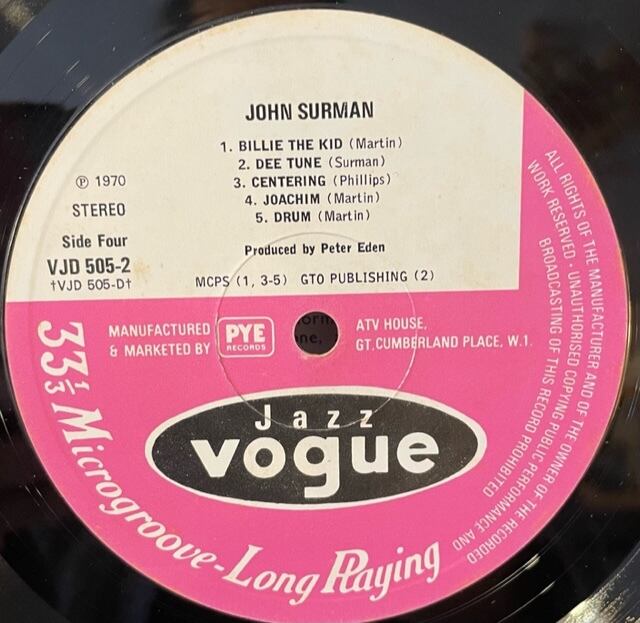 JOHN SURMAN
1. BILLIE THE KID (Martin)
2. DEE TUNE (Surman)
3. CENTERING (Phillips)
4. JOACHIM (Martin)
5. DRUM (Martin)
℗ 1970
STEREO
Side Four
VJD 505-2
†VJD 505-D†
Produced by Peter Eden
MCPS (1, 3-5) GTO PUBLISHING (2)
MANUFACTURED
& MARKETED BY
PYE
RECORDS
ATV HOUSE,
GT.CUMBERLAND PLACE, W.1.
Jazz
vogue
33 1/3 Microgroove-Long Playing
ALL RIGHTS OF THE MANUFACTURER AND OF THE OWNER OF THE RECORDED
WORK RESERVED · UNAUTHORISED COPYING PUBLIC PERFORMANCE AND
BROADCASTING OF THIS RECORD PROHIBITED